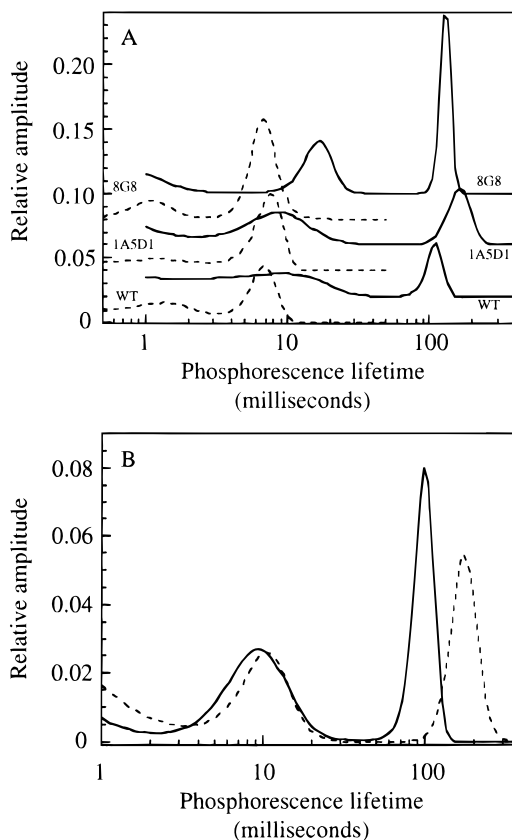 A
Relative amplitude
0.20
0.15
0.10
0.05
0
8G8
8G8
1A5D1
1A5D1
WT
WT
1
10
100
Phosphorescence lifetime
(milliseconds)
B
Relative amplitude
0.08
0.06
0.04
0.02
0
1
10
100
Phosphorescence lifetime
(milliseconds)